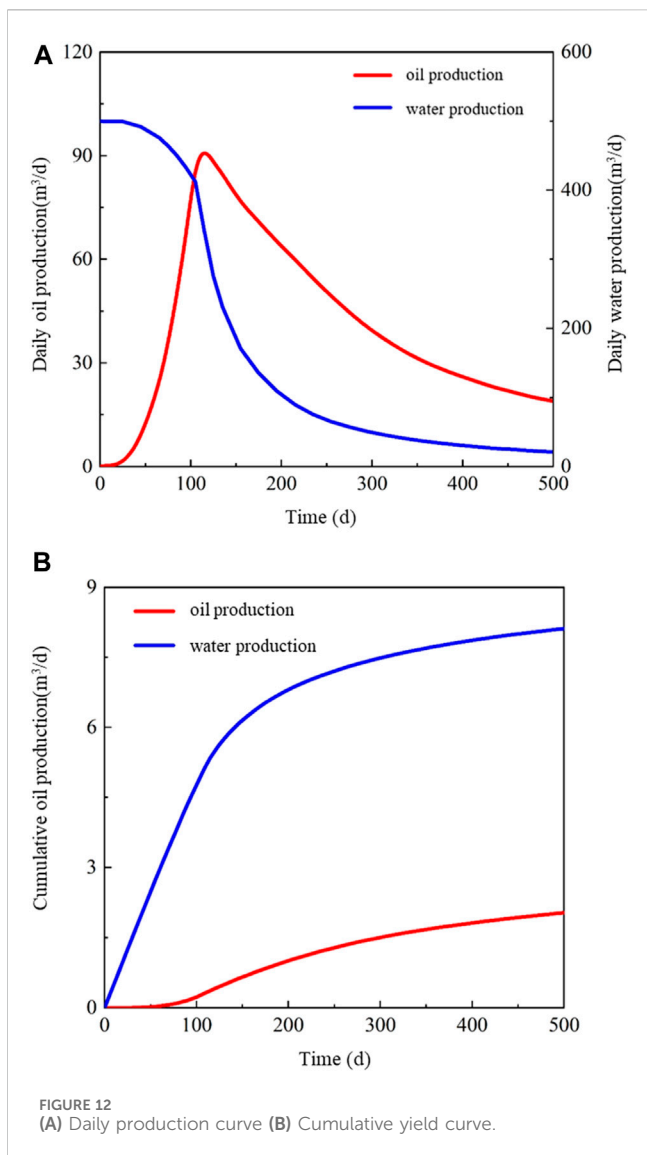 A
120
90
60
30
0
Daily oil production(m³/d)
oil production
water production
600
400
200
0
Daily water production(m³/d)
0 100 200 300 400 500
Time (d)
B
9
6
3
0
Cumulative oil production(m³/d)
oil production
water production
0 100 200 300 400 500
Time (d)
FIGURE 12
(A) Daily production curve (B) Cumulative yield curve.